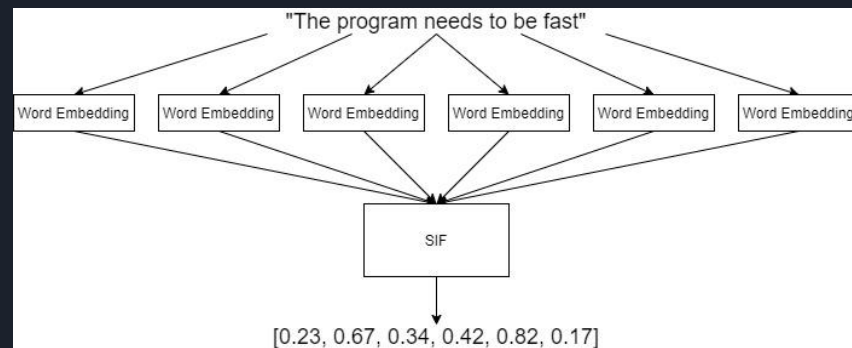 "The program needs to be fast"
Word Embedding Word Embedding Word Embedding Word Embedding Word Embedding Word Embedding
SIF
[0.23, 0.67, 0.34, 0.42, 0.82, 0.17]